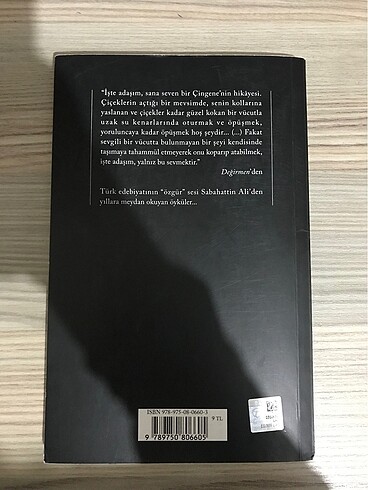 “İşte adaşım, sana seven bir Çingene’nin hikâyesi.
Çiçeklerin açtığı bir mevsimde, senin kollarına
yaslanan ve çiçekler kadar güzel kokan bir vücutla
uzak su kenarlarında oturmak ve öpüşmek,
yoruluncaya kadar öpüşmek hoş şeydir... (...) Fakat
sevgili bir vücutta bulunmayan bir şeyi kendisinde
taşımaya tahammül etmeyerek onu koparıp atabilmek,
işte adaşım, yalnız bu sevmektir.”
Değirmen’den
Türk edebiyatının “özgür” sesi Sabahattin Ali’den
yıllara meydan okuyan öyküler...
ISBN 978-975-08-0660-3
9 TL
9 789750 806605